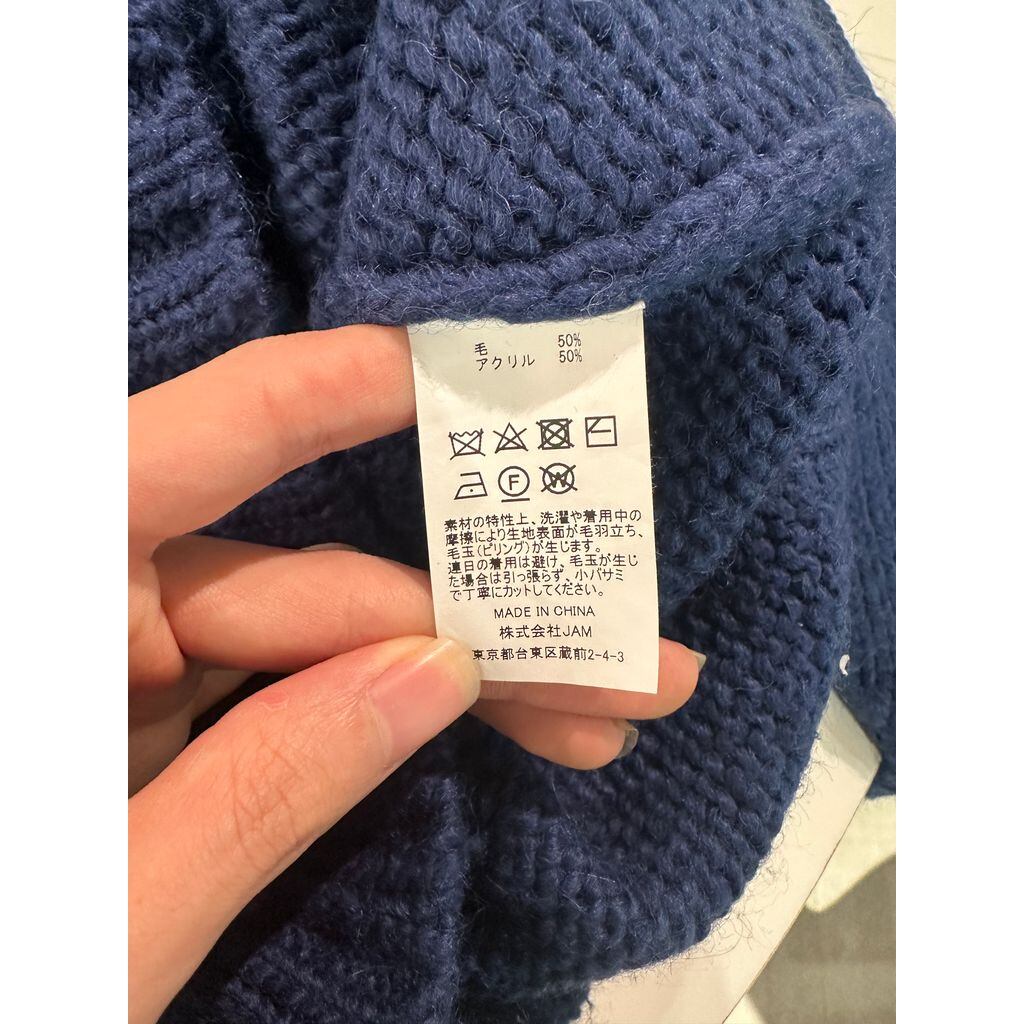 毛 50%
アクリル 50%
F
W
素材の特性上、洗濯や着用中の
摩擦により生地表面が毛羽立ち、
毛玉(ピリング)が生じます。
連日の着用は避け、毛玉が生じ
た場合は引っ張らず、小バサミ
で丁寧にカットしてください。
MADE IN CHINA
株式会社JAM
東京都台東区蔵前2-4-3